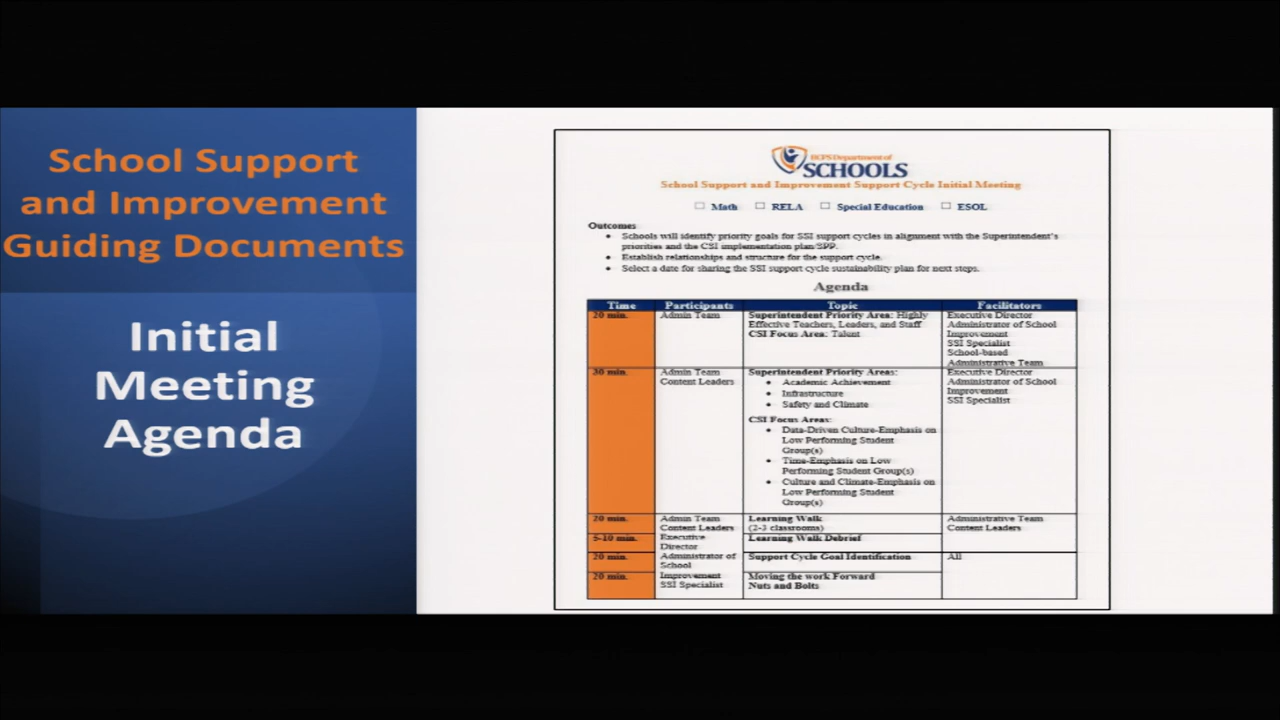 School Support
and Improvement
Guiding Documents
Initial
Meeting
Agenda
BCPS Department of
SCHOOLS
School Support and Improvement Support Cycle Initial Meeting
☐ Math ☐ RELA ☐ Special Education ☐ ESOL
Outcomes
• Schools will identify priority goals for SSI support cycles in alignment with the Superintendent's
priorities and the CSI implementation plan/SPP.
• Establish relationships and structure for the support cycle.
• Select a date for sharing the SSI support cycle sustainability plan for next steps.
Agenda
Time Participants Topic Facilitators
20 min.
Admin Team
Superintendent Priority Area: Highly
Effective Teachers, Leaders, and Staff
CSI Focus Area: Talent
Executive Director
Administrator of School
Improvement
SSI Specialist
School-based
Administrative Team
30 min.
Admin Team
Content Leaders
Superintendent Priority Areas:
• Academic Achievement
• Infrastructure
• Safety and Climate
CSI Focus Areas:
• Data-Driven Culture-Emphasis on
Low Performing Student
Group(s)
• Time-Emphasis on Low
Performing Student Group(s)
• Culture and Climate-Emphasis on
Low Performing Student
Group(s)
Executive Director
Administrator of School
Improvement
SSI Specialist
20 min.
Admin Team
Content Leaders
Executive
Director
Administrator of
School
Improvement
SSI Specialist
Learning Walk
(2-3 classrooms)
Administrative Team
Content Leaders
5-10 min.
Learning Walk Debrief
20 min.
Support Cycle Goal Identification
All
20 min.
Moving the work Forward
Nuts and Bolts